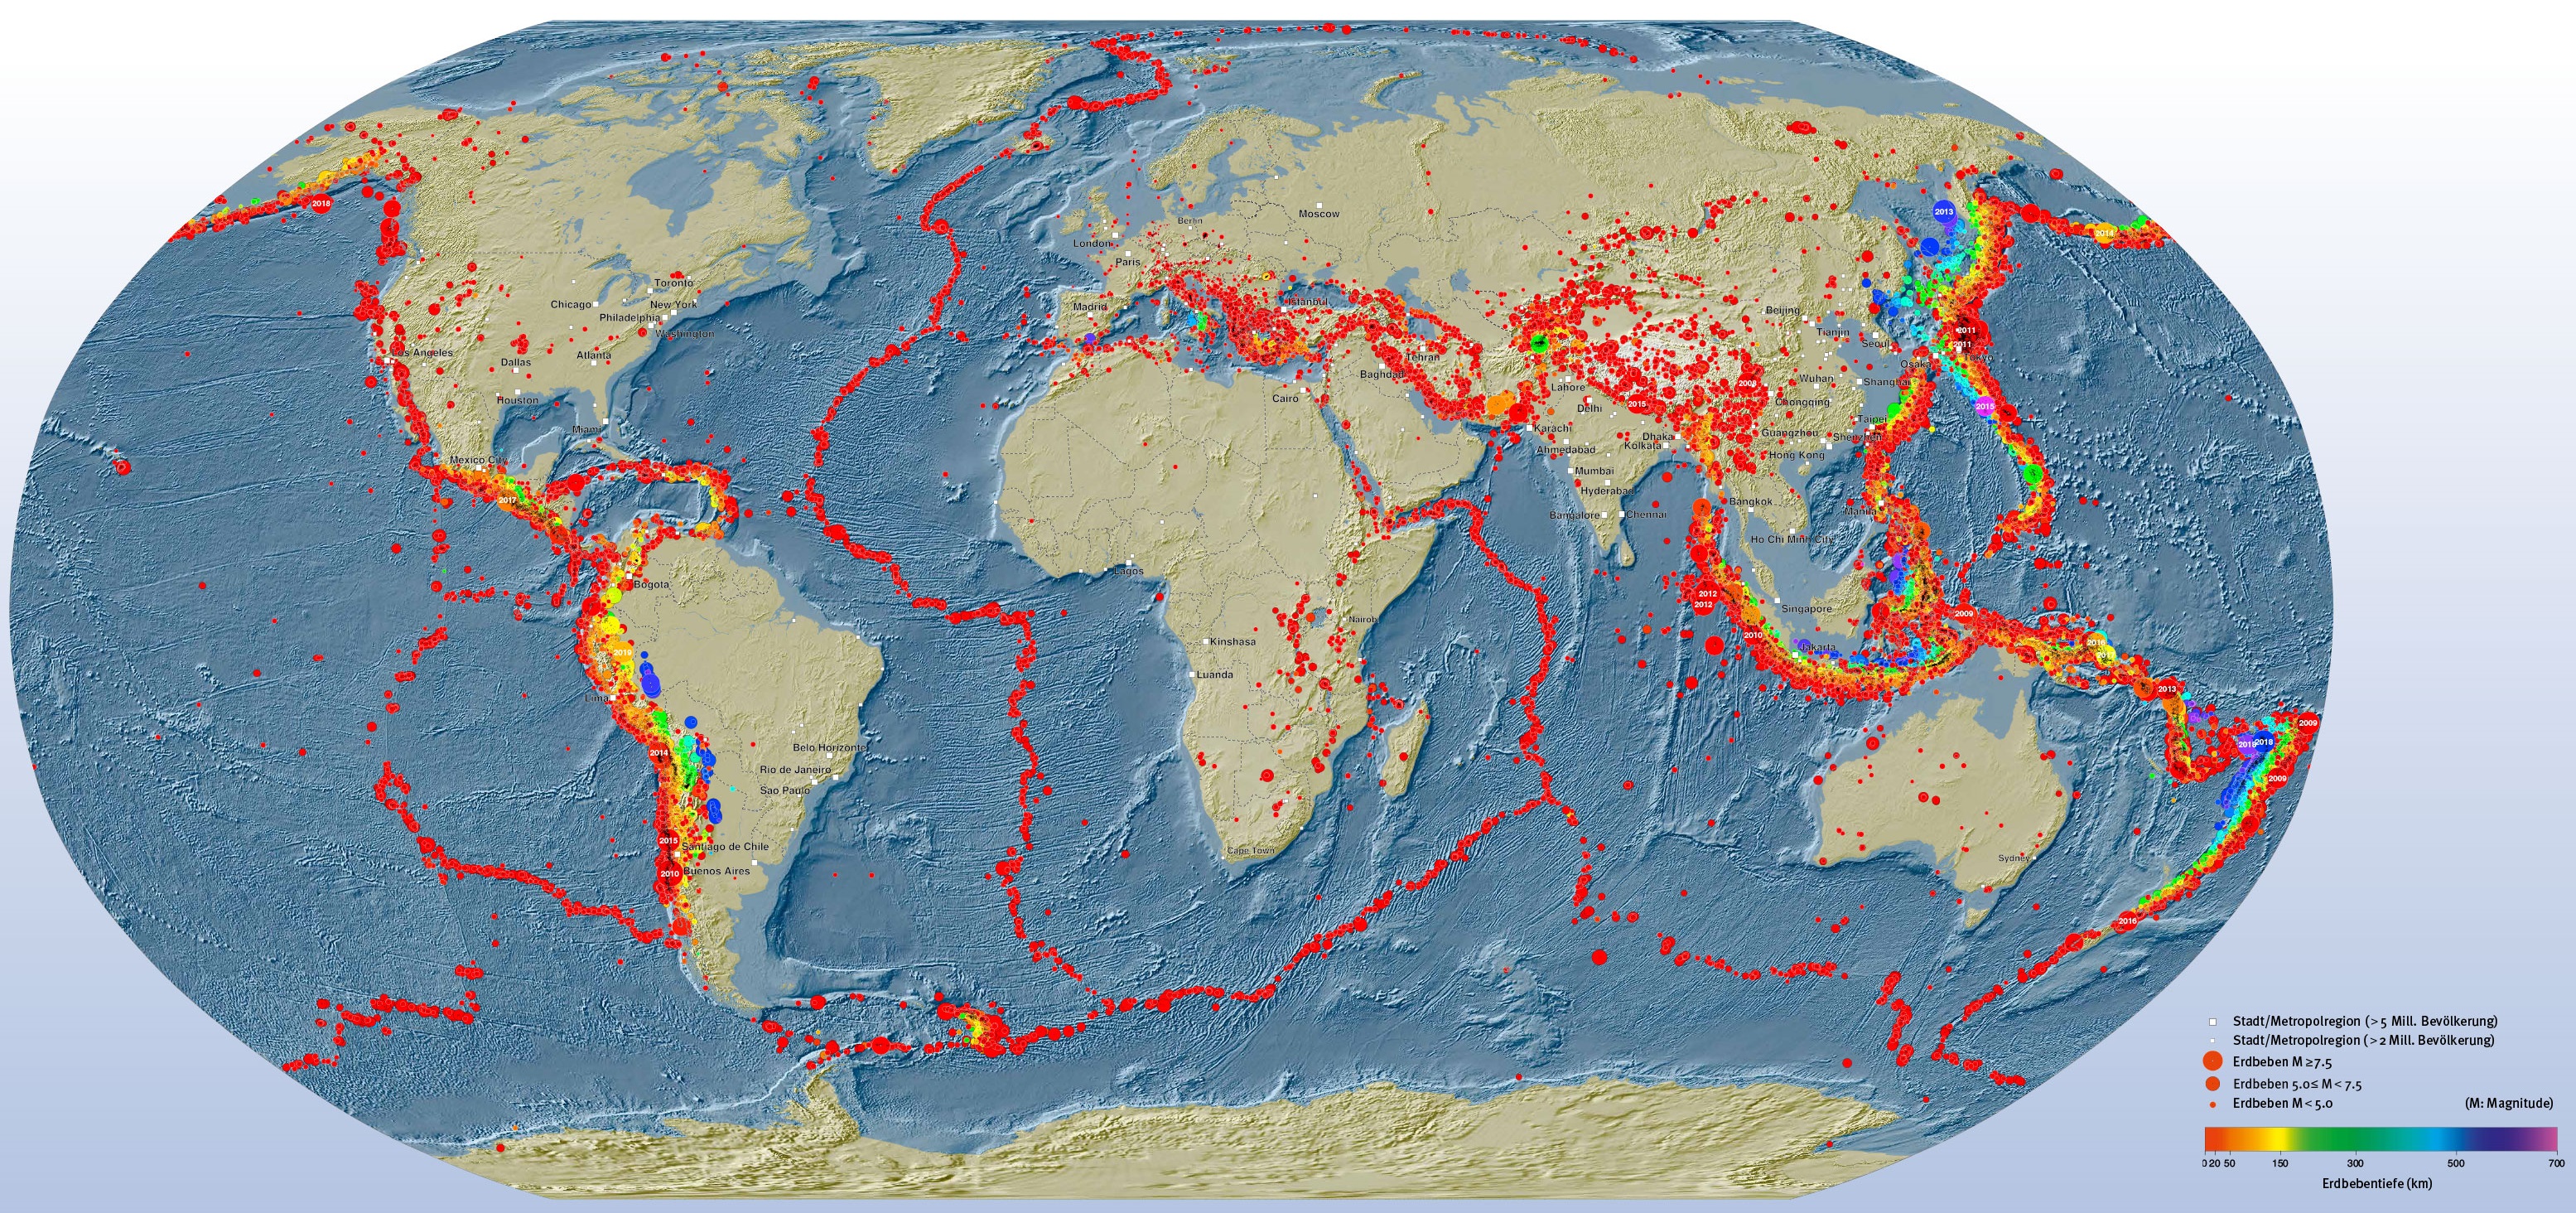 2018
2013
2014
Moscow
Berlin
London
Paris
Toronto
Chicago
New York
Madrid
Istanbul
Philadelphia
Washington
Beijing
Tianjin
2011
2011
Seoul
Tokyo
Los Angeles
Dallas
Atlanta
Tehran
Osaka
Baghdad
Lahore
2008
Wuhan
Shanghai
Houston
Cairo
Delhi
2015
Chongqing
2015
Miami
Karachi
Taipei
Dhaka
Guangzhou
Shenzhen
Ahmedabad
Kolkata
Hong Kong
Mexico City
Mumbai
2017
Hyderabad
Bangkok
Manila
Bangalore
Chennai
Ho Chi Minh City
Lagos
Bogota
2012
2012
Singapore
2009
Nairobi
Kinshasa
2010
2016
2019
Jakarta
Luanda
Lima
2013
2009
2014
Belo Horizonte
2018
2018
Rio de Janeiro
2009
Sao Paulo
2015
Santiago de Chile
Cape Town
Sydney
2010
Buenos Aires
2016
Stadt/Metropolregion (>5 Mill. Bevölkerung)
Stadt/Metropolregion (>2 Mill. Bevölkerung)
Erdbeben M ≥7.5
Erdbeben 5.0≤ M < 7.5
Erdbeben M < 5.0 (M: Magnitude)
0 20 50 150 300 500 700
Erdbebentiefe (km)